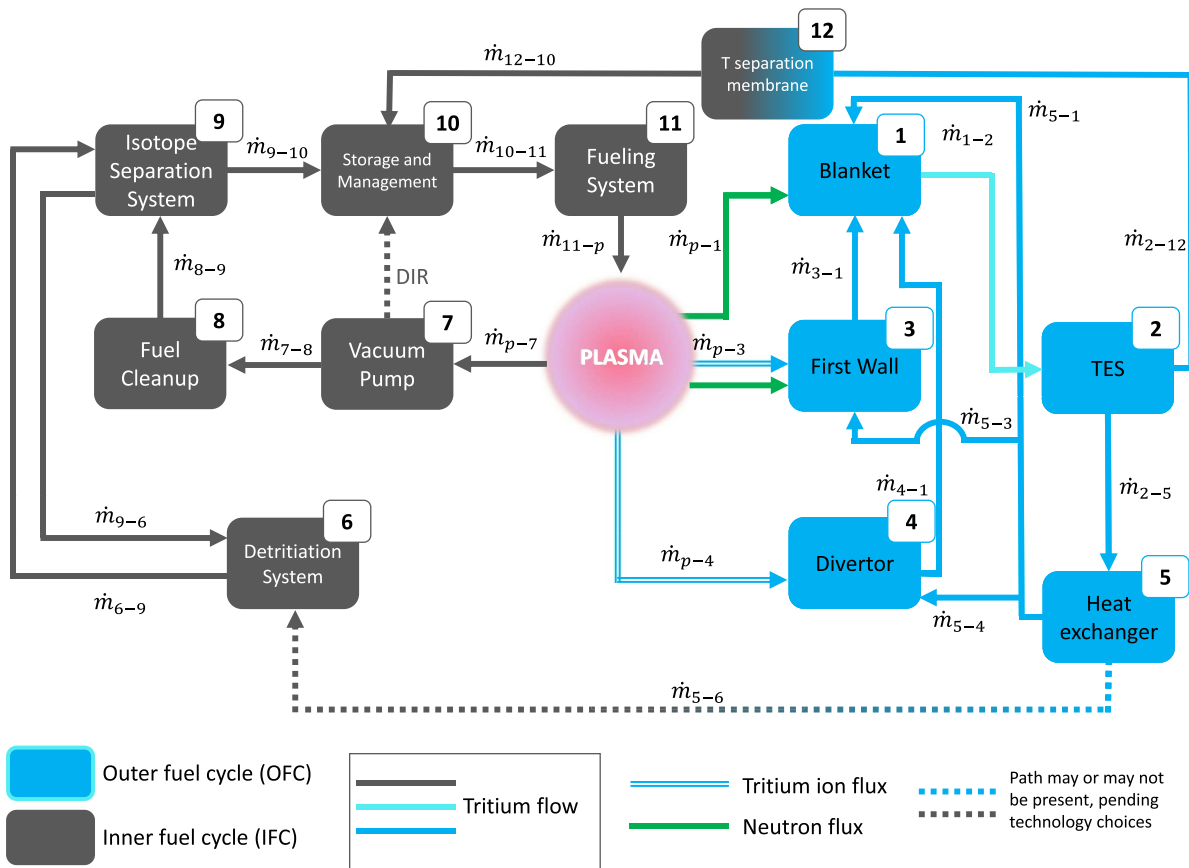 12
T separation
membrane
ṁ₁₂₋₁₀
9
Isotope
Separation
System
ṁ₉₋₁₀
10
Storage and
Management
ṁ₁₀₋₁₁
11
Fueling
System
1
Blanket
ṁ₅₋₁
ṁ₁₋₂
ṁ₈₋₉
DIR
ṁ₁₁₋ₚ
ṁₚ₋₁
ṁ₃₋₁
ṁ₂₋₁₂
8
Fuel
Cleanup
ṁ₇₋₈
7
Vacuum
Pump
ṁₚ₋₇
PLASMA
ṁₚ₋₃
3
First Wall
2
TES
ṁ₅₋₃
ṁ₂₋₅
ṁ₉₋₆
6
Detritiation
System
ṁ₆₋₉
ṁₚ₋₄
ṁ₄₋₁
4
Divertor
ṁ₅₋₄
5
Heat
exchanger
ṁ₅₋₆
Outer fuel cycle (OFC)
Inner fuel cycle (IFC)
Tritium flow
Tritium ion flux
Neutron flux
Path may or may not
be present, pending
technology choices